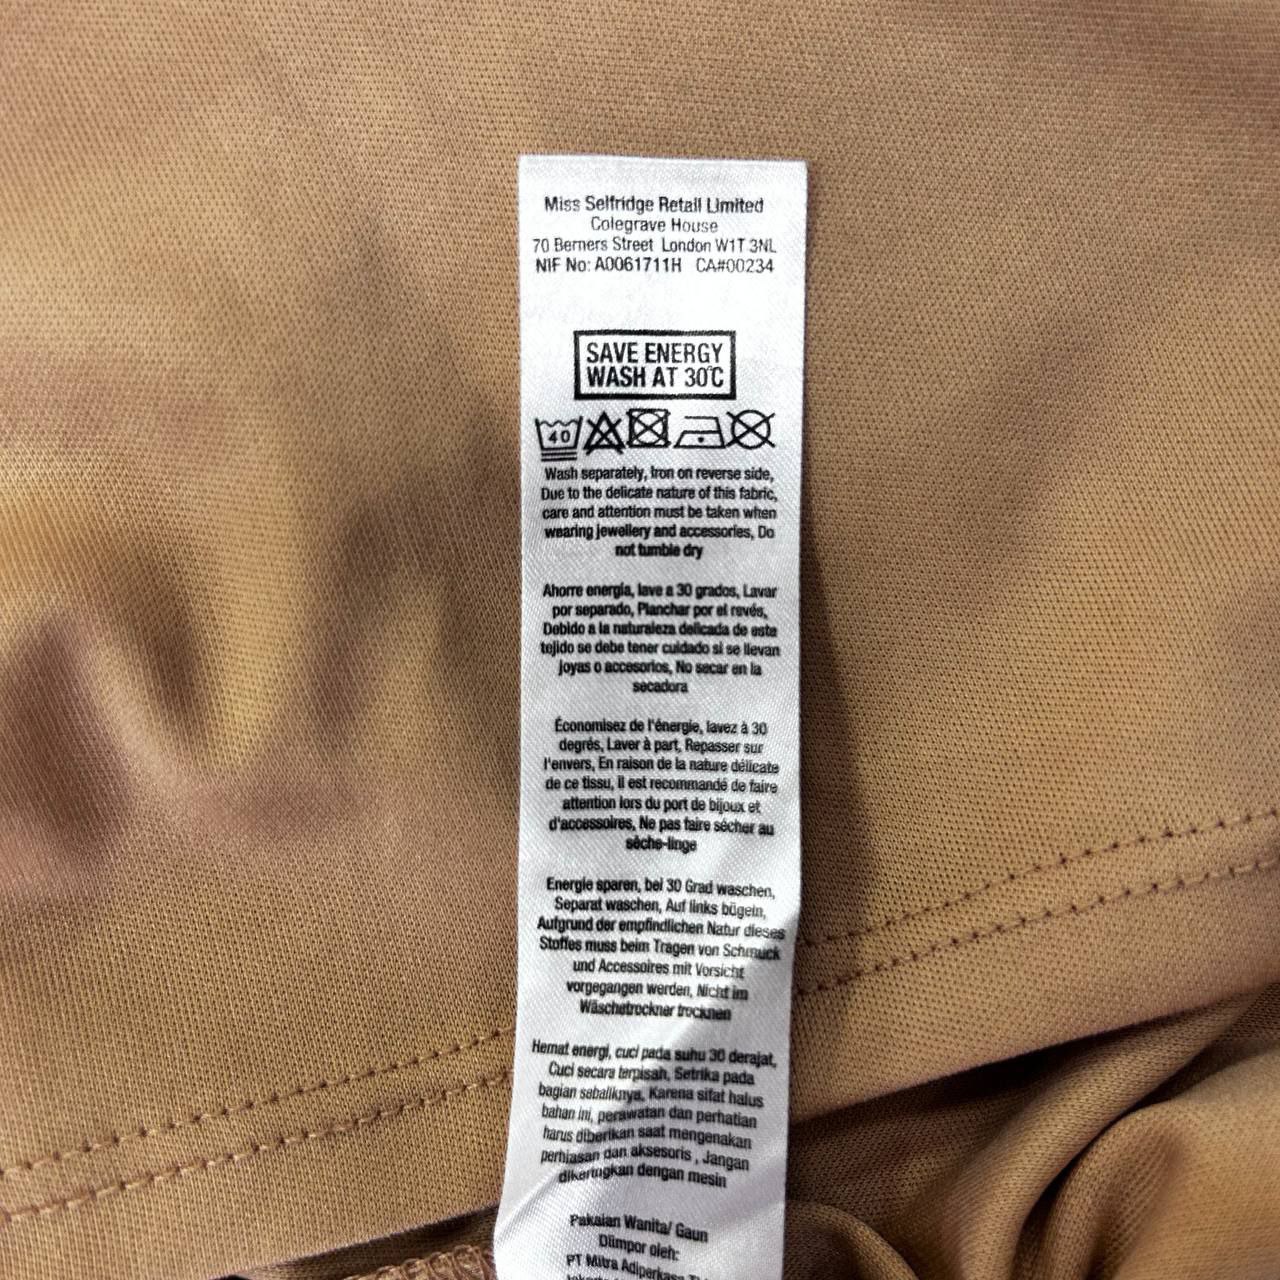 Miss Selfridge Retail Limited
Colegrave House
70 Berners Street London W1T 3NL
NIF No: A0061711H CA#00234
SAVE ENERGY
WASH AT 30°C
40
Wash separately, Iron on reverse side,
Due to the delicate nature of this fabric,
care and attention must be taken when
wearing jewellery and accessories, Do
not tumble dry
Ahorre energía, lave a 30 grados, Lavar
por separado, Planchar por el revés,
Debido a la naturaleza delicada de este
tejido se debe tener cuidado si se llevan
joyas o accesorios, No secar en la
secadora
Économisez de l'énergie, lavez à 30
degrés, Laver à part, Repasser sur
l'envers, En raison de la nature délicate
de ce tissu, il est recommandé de faire
attention lors du port de bijoux et
d'accessoires, Ne pas faire sécher au
sèche-linge
Energie sparen, bei 30 Grad waschen,
Separat waschen, Auf links bügeln,
Aufgrund der empfindlichen Natur dieses
Stoffes muss beim Tragen von Schmuck
und Accessoires mit Vorsicht
vorgegangen werden, Nicht im
Wäschetrockner trocknen
Hemat energi, cuci pada suhu 30 derajat,
Cuci secara terpisah, Setrika pada
bagian sebaliknya, Karena sifat halus
bahan ini, perawatan dan perhatian
harus diberikan saat mengenakan
perhiasan dan aksesoris , Jangan
dikeringkan dengan mesin
Pakaian Wanita/ Gaun
Diimpor oleh:
PT Mitra Adiperkasa